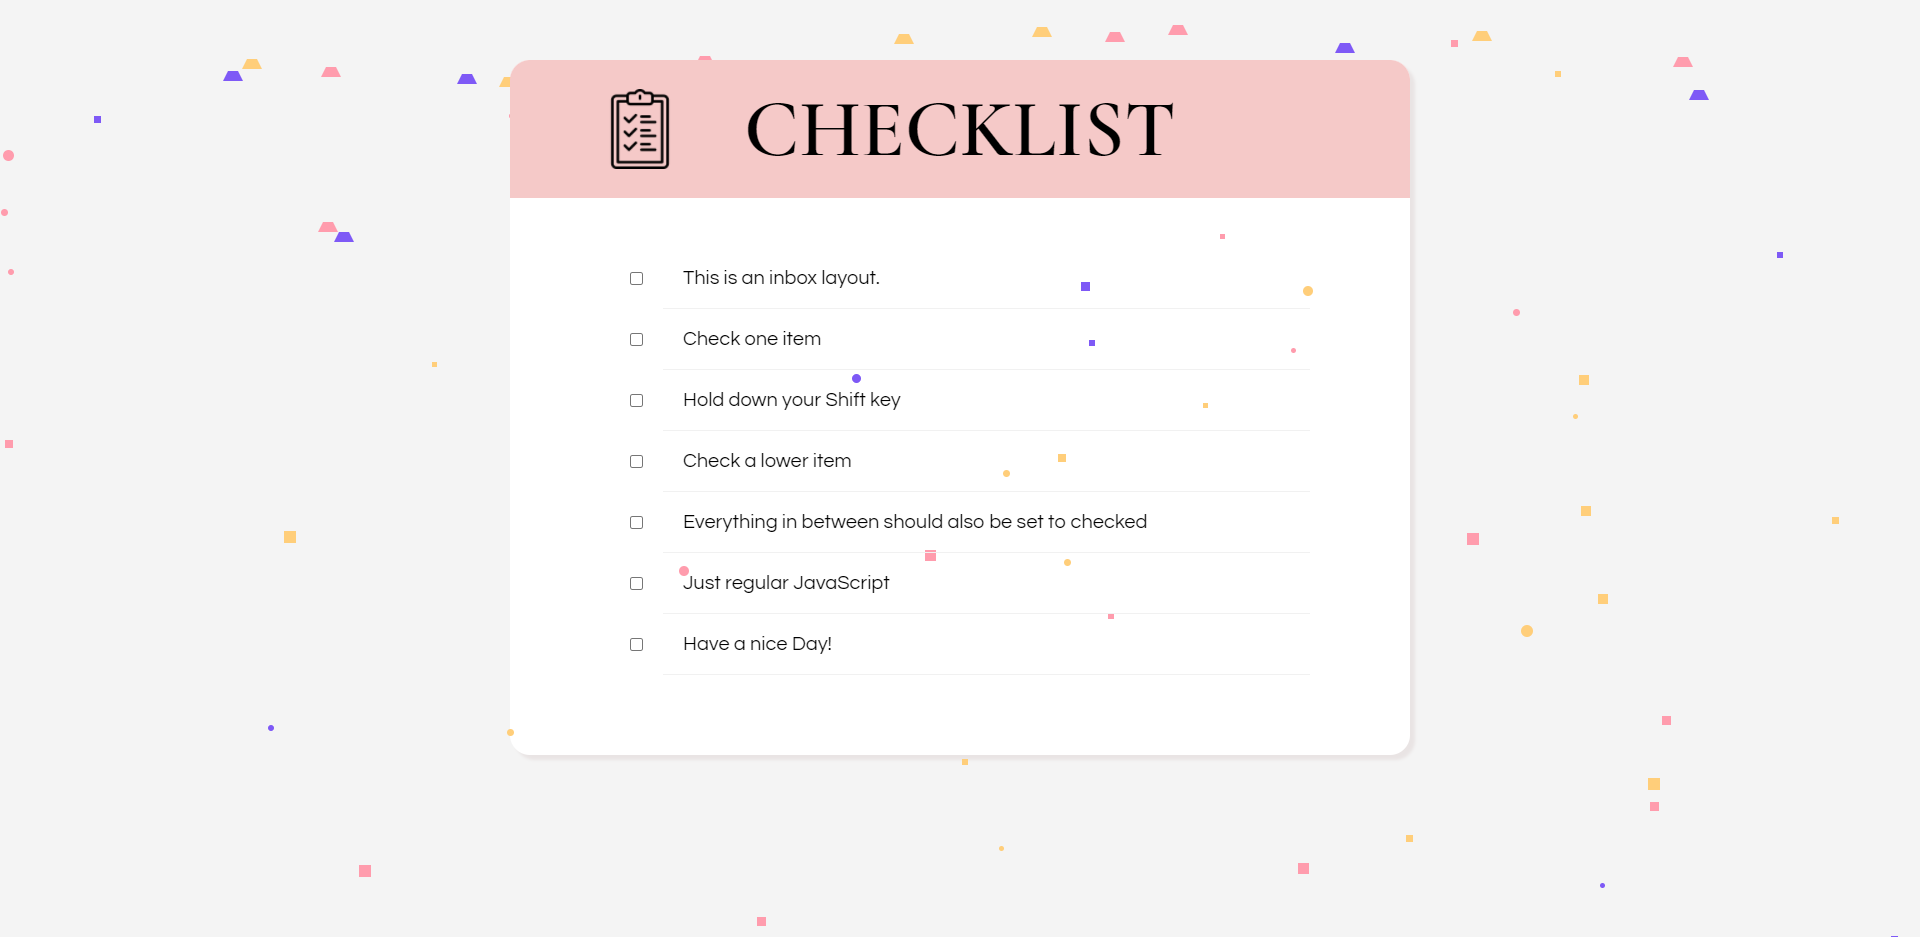 CHECKLIST
This is an inbox layout.
Check one item
Hold down your Shift key
Check a lower item
Everything in between should also be set to checked
Just regular JavaScript
Have a nice Day!